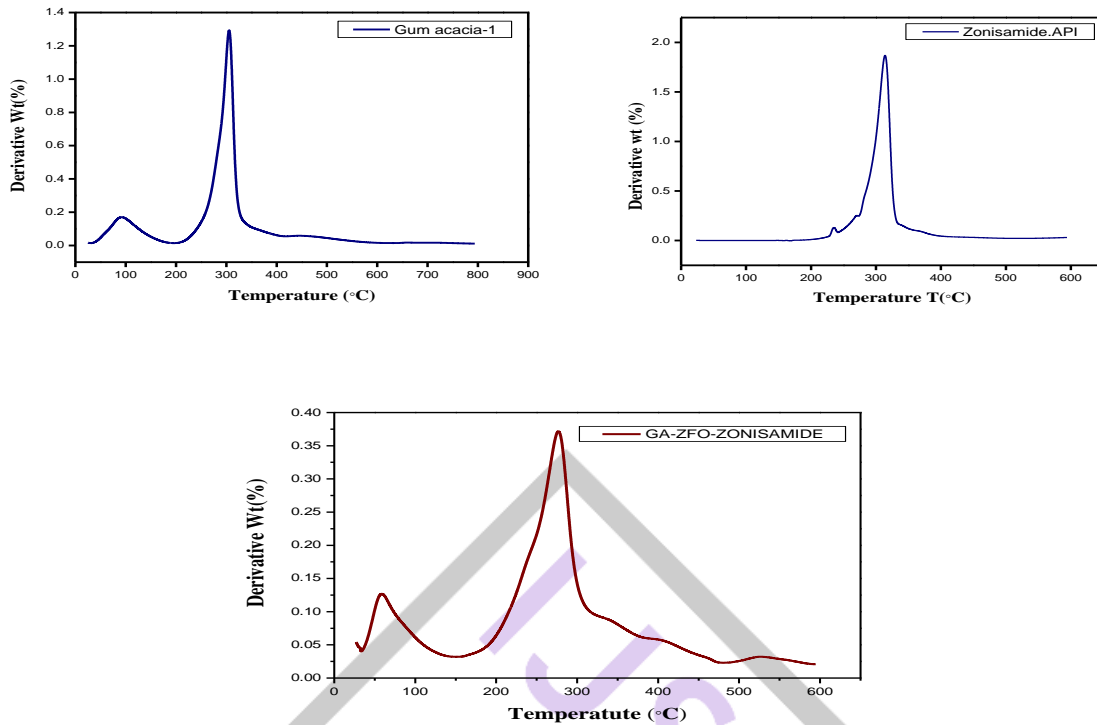 Gum acacia-1
Derivative Wt(%)
1.4
1.2
1.0
0.8
0.6
0.4
0.2
0.0
0 100 200 300 400 500 600 700 800 900
Temperature (°C)
Zonisamide.API
Derivative wt (%)
2.0
1.5
1.0
0.5
0.0
0 100 200 300 400 500 600
Temperature T(°C)
GA-ZFO-ZONISAMIDE
Derivative Wt(%)
0.40
0.35
0.30
0.25
0.20
0.15
0.10
0.05
0.00
0 100 200 300 400 500 600
Temperatute (°C)